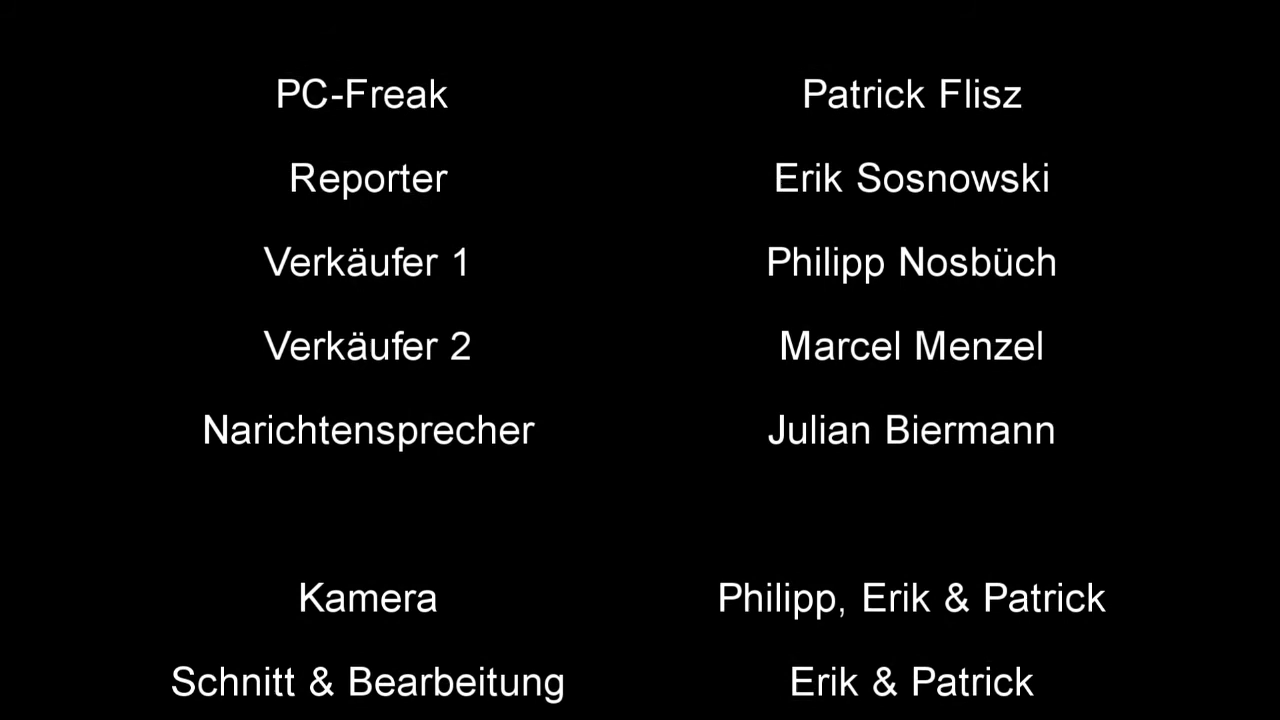 PC-Freak Patrick Flisz
Reporter Erik Sosnowski
Verkäufer 1 Philipp Nosbüch
Verkäufer 2 Marcel Menzel
Narichtensprecher Julian Biermann
Kamera Philipp, Erik & Patrick
Schnitt & Bearbeitung Erik & Patrick